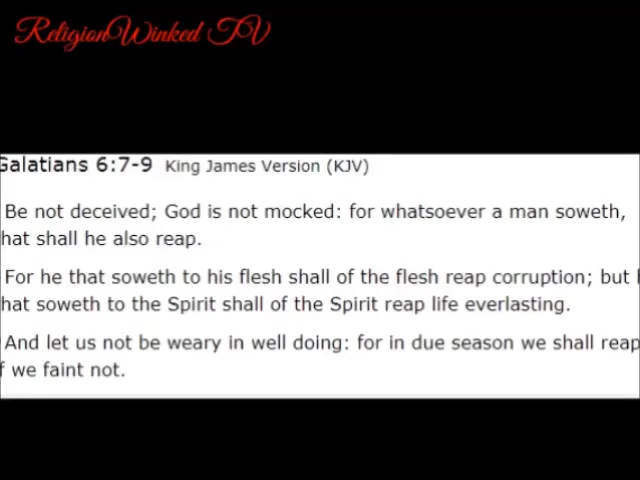 ReligionWinked TV
Galatians 6:7-9 King James Version (KJV)
Be not deceived; God is not mocked: for whatsoever a man soweth,
hat shall he also reap.
For he that soweth to his flesh shall of the flesh reap corruption; but h
hat soweth to the Spirit shall of the Spirit reap life everlasting.
And let us not be weary in well doing: for in due season we shall reap
f we faint not.